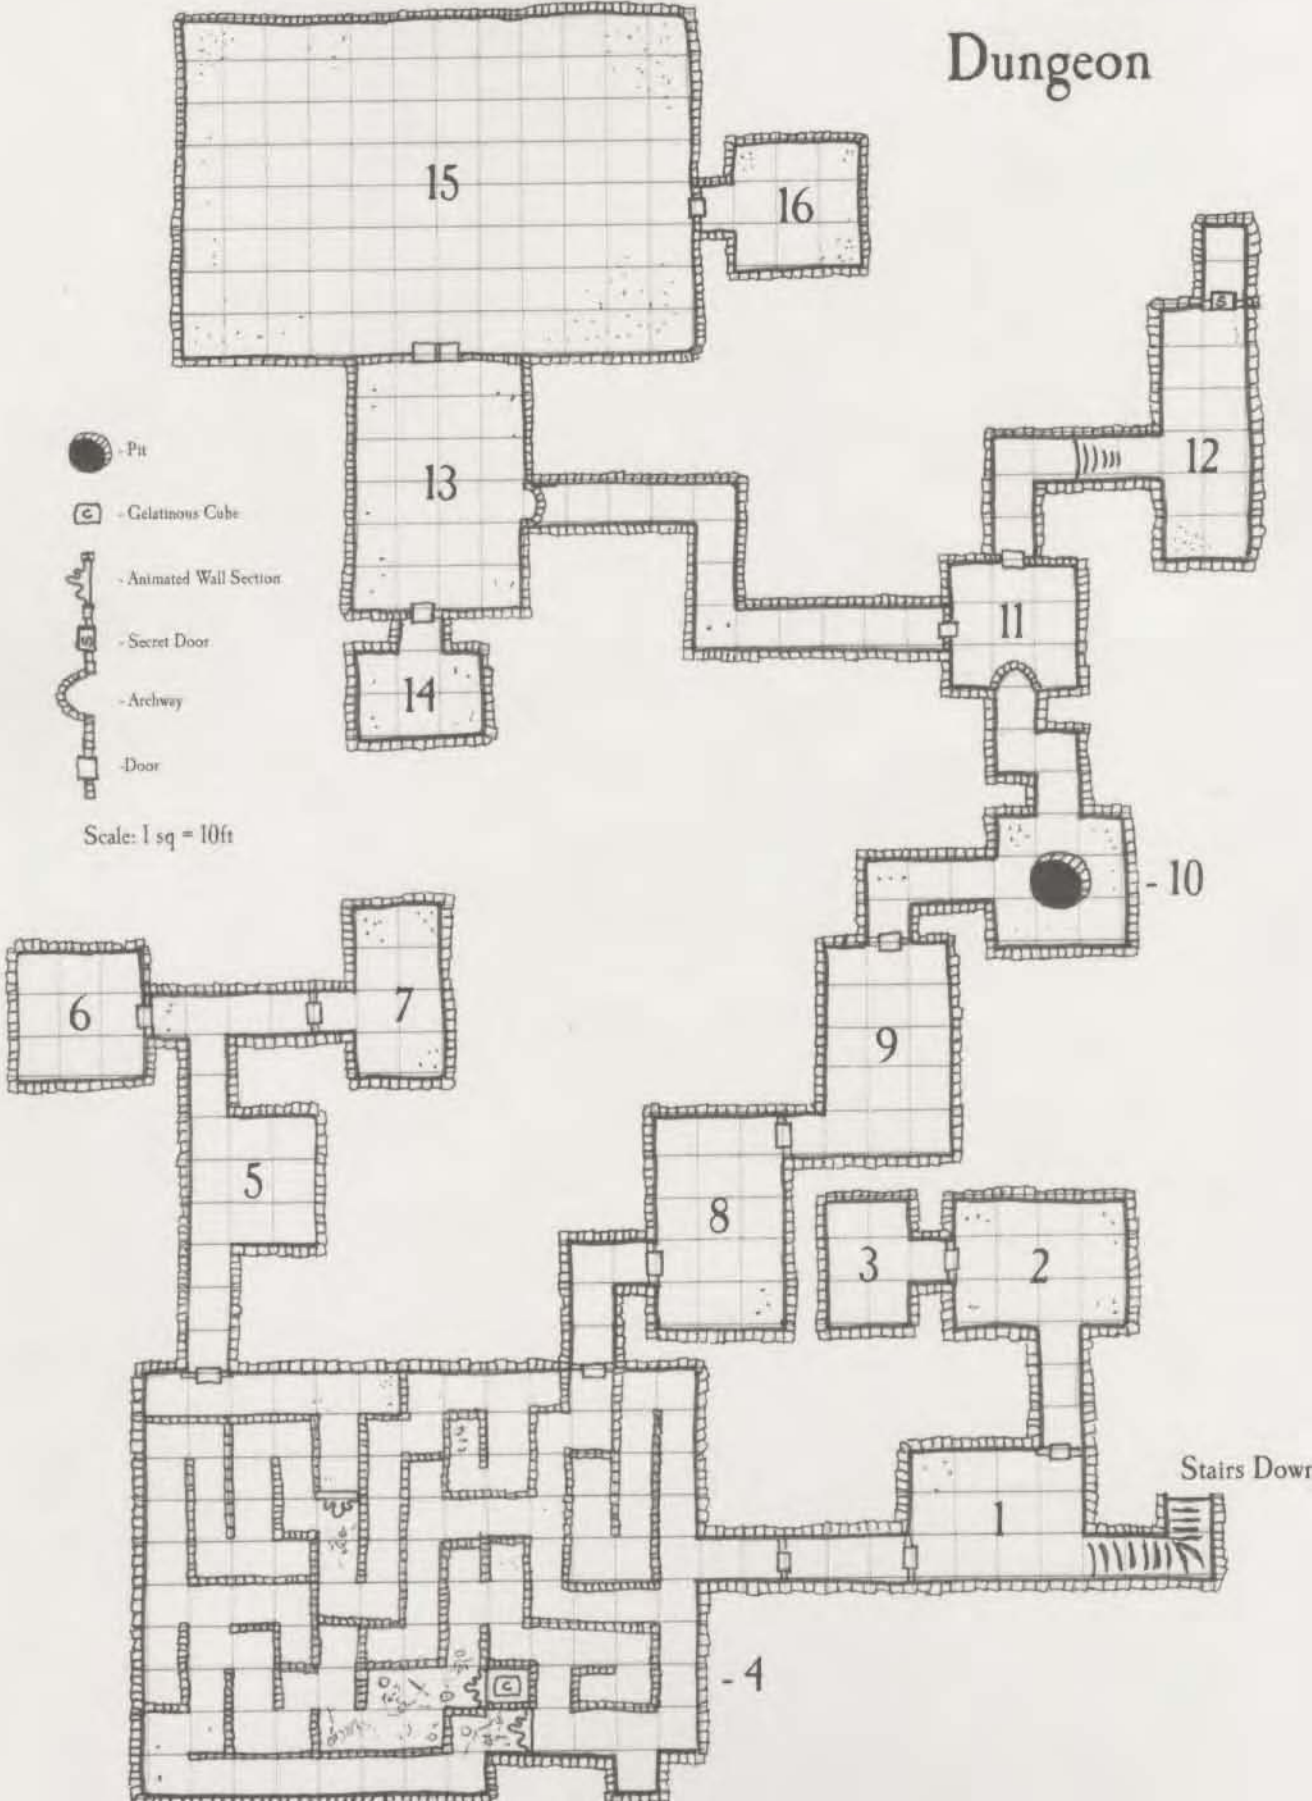 Dungeon
15
16
- Pit
13
12
- Gelatinous Cube
- Animated Wall Section
11
- Secret Door
14
- Archway
- Door
Scale: 1 sq = 10ft
- 10
6
7
9
5
8
3
2
Stairs Down
1
- 4
S
C
S
C